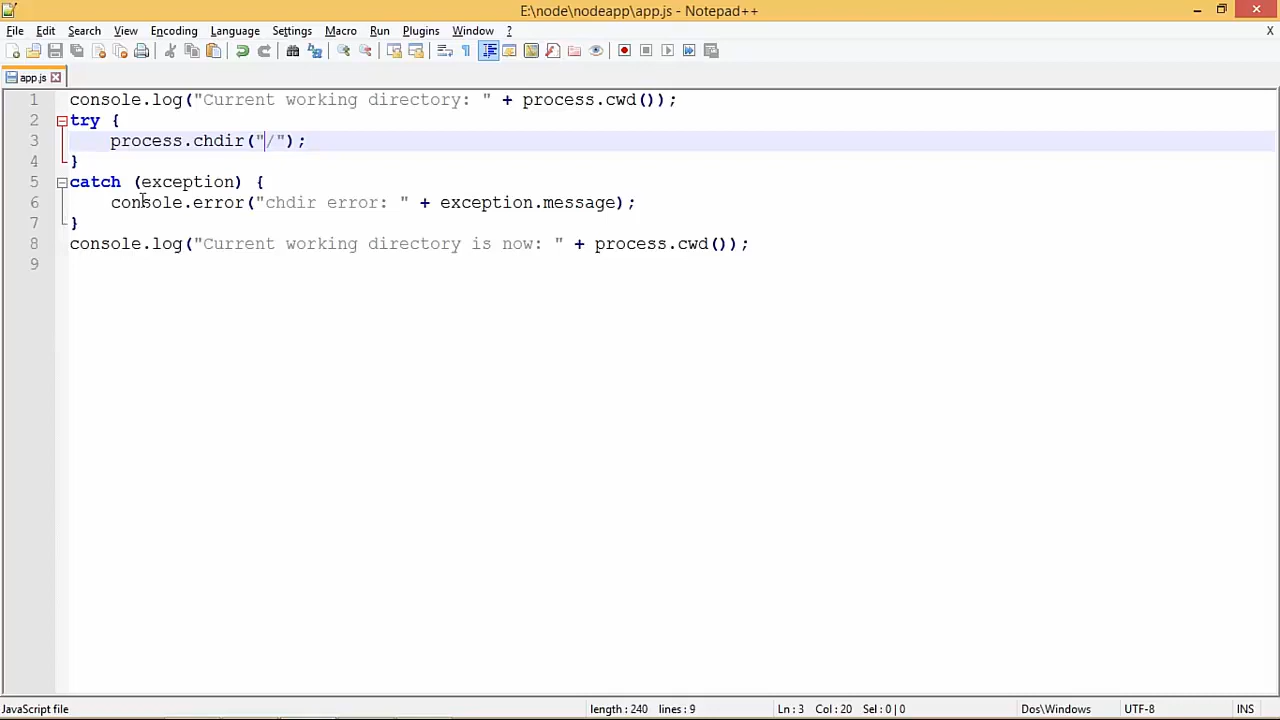 E:\node\nodeapp\app.js - Notepad++
File Edit Search View Encoding Language Settings Macro Run Plugins Window ? X
app.js
1 console.log("Current working directory: " + process.cwd());
2 try {
3 process.chdir("/");
4 }
5 catch (exception) {
6 console.error("chdir error: " + exception.message);
7 }
8 console.log("Current working directory is now: " + process.cwd());
9
JavaScript file length : 240 lines : 9 Ln : 3 Col : 20 Sel : 0 | 0 Dos\Windows UTF-8 INS